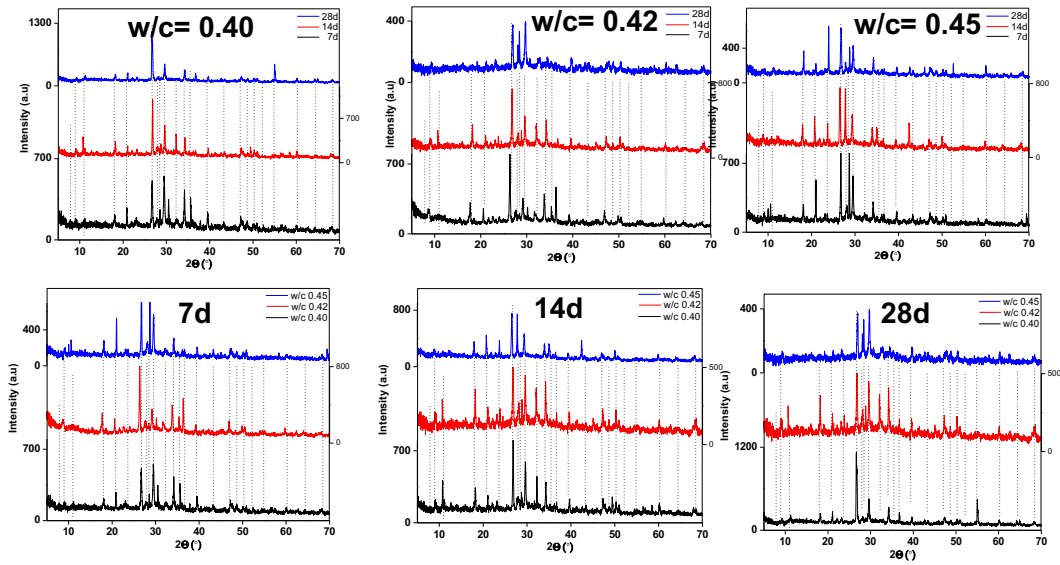 w/c= 0.40
28d
14d
7d
1300
0
700
0
700
0
Intensity (a.u)
10 20 30 40 50 60 70
2Θ (°)
w/c= 0.42
28d
14d
7d
400
0
800
0
700
0
Intensity (a.u)
10 20 30 40 50 60 70
2Θ (°)
w/c= 0.45
28d
14d
7d
400
0
800
0
700
0
Intensity (a.u)
10 20 30 40 50 60 70
2Θ (°)
7d
w/c 0.45
w/c 0.42
w/c 0.40
400
0
800
0
700
0
Intensity (a.u)
10 20 30 40 50 60 70
2Θ (°)
14d
w/c 0.45
w/c 0.42
w/c 0.40
800
0
500
0
700
0
Intensity (a.u)
10 20 30 40 50 60 70
2Θ (°)
28d
w/c 0.45
w/c 0.42
w/c 0.40
400
0
500
0
1200
0
Intensity (a.u)
10 20 30 40 50 60 70
2Θ (°)